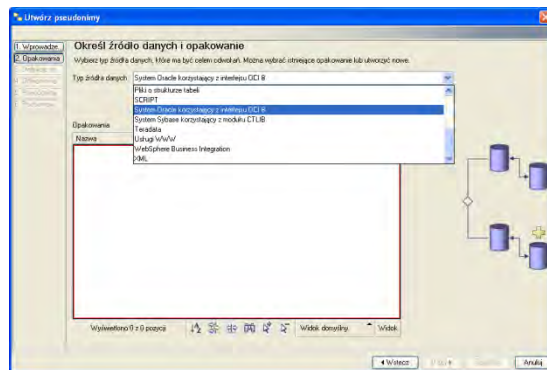 Utwórz pseudonimy
1. Wprowadze...
2. Opakowania
Określ źródło danych i opakowanie
Wybierz typ źródła danych, które ma być celem odwołań. Można wybrać istniejące opakowanie lub utworzyć nowe.
Typ źródła danych
System Oracle korzystający z interfejsu OCI 8
Pliki o strukturze tabeli
SCRIPT
System Oracle korzystający z interfejsu OCI 8
System Sybase korzystający z modułu CTLIB
Teradata
Usługi WWW
WebSphere Business Integration
XML
Opakowania
Nazwa
Wyświetlono 0 z 0 pozycji
Widok domyślny
Widok
Wstecz
Anuluj